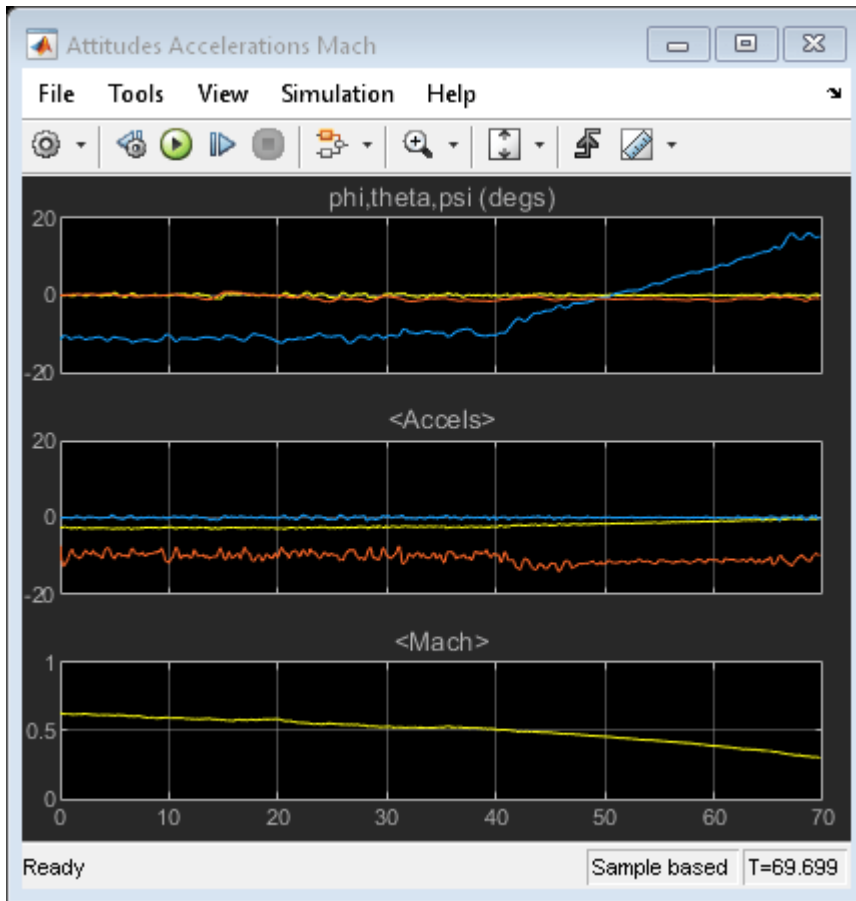 Attitudes Accelerations Mach
File Tools View Simulation Help
phi,theta,psi (degs)
20
0
-20
<Accels>
20
0
-20
<Mach>
1
0.5
0
0 10 20 30 40 50 60 70
Ready Sample based T=69.699